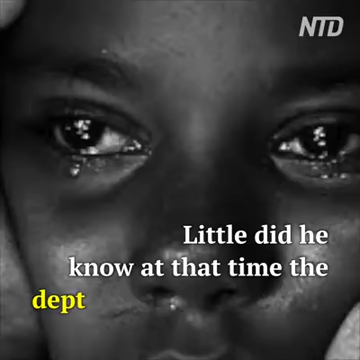 NTD
Little did he
know at that time the
dept